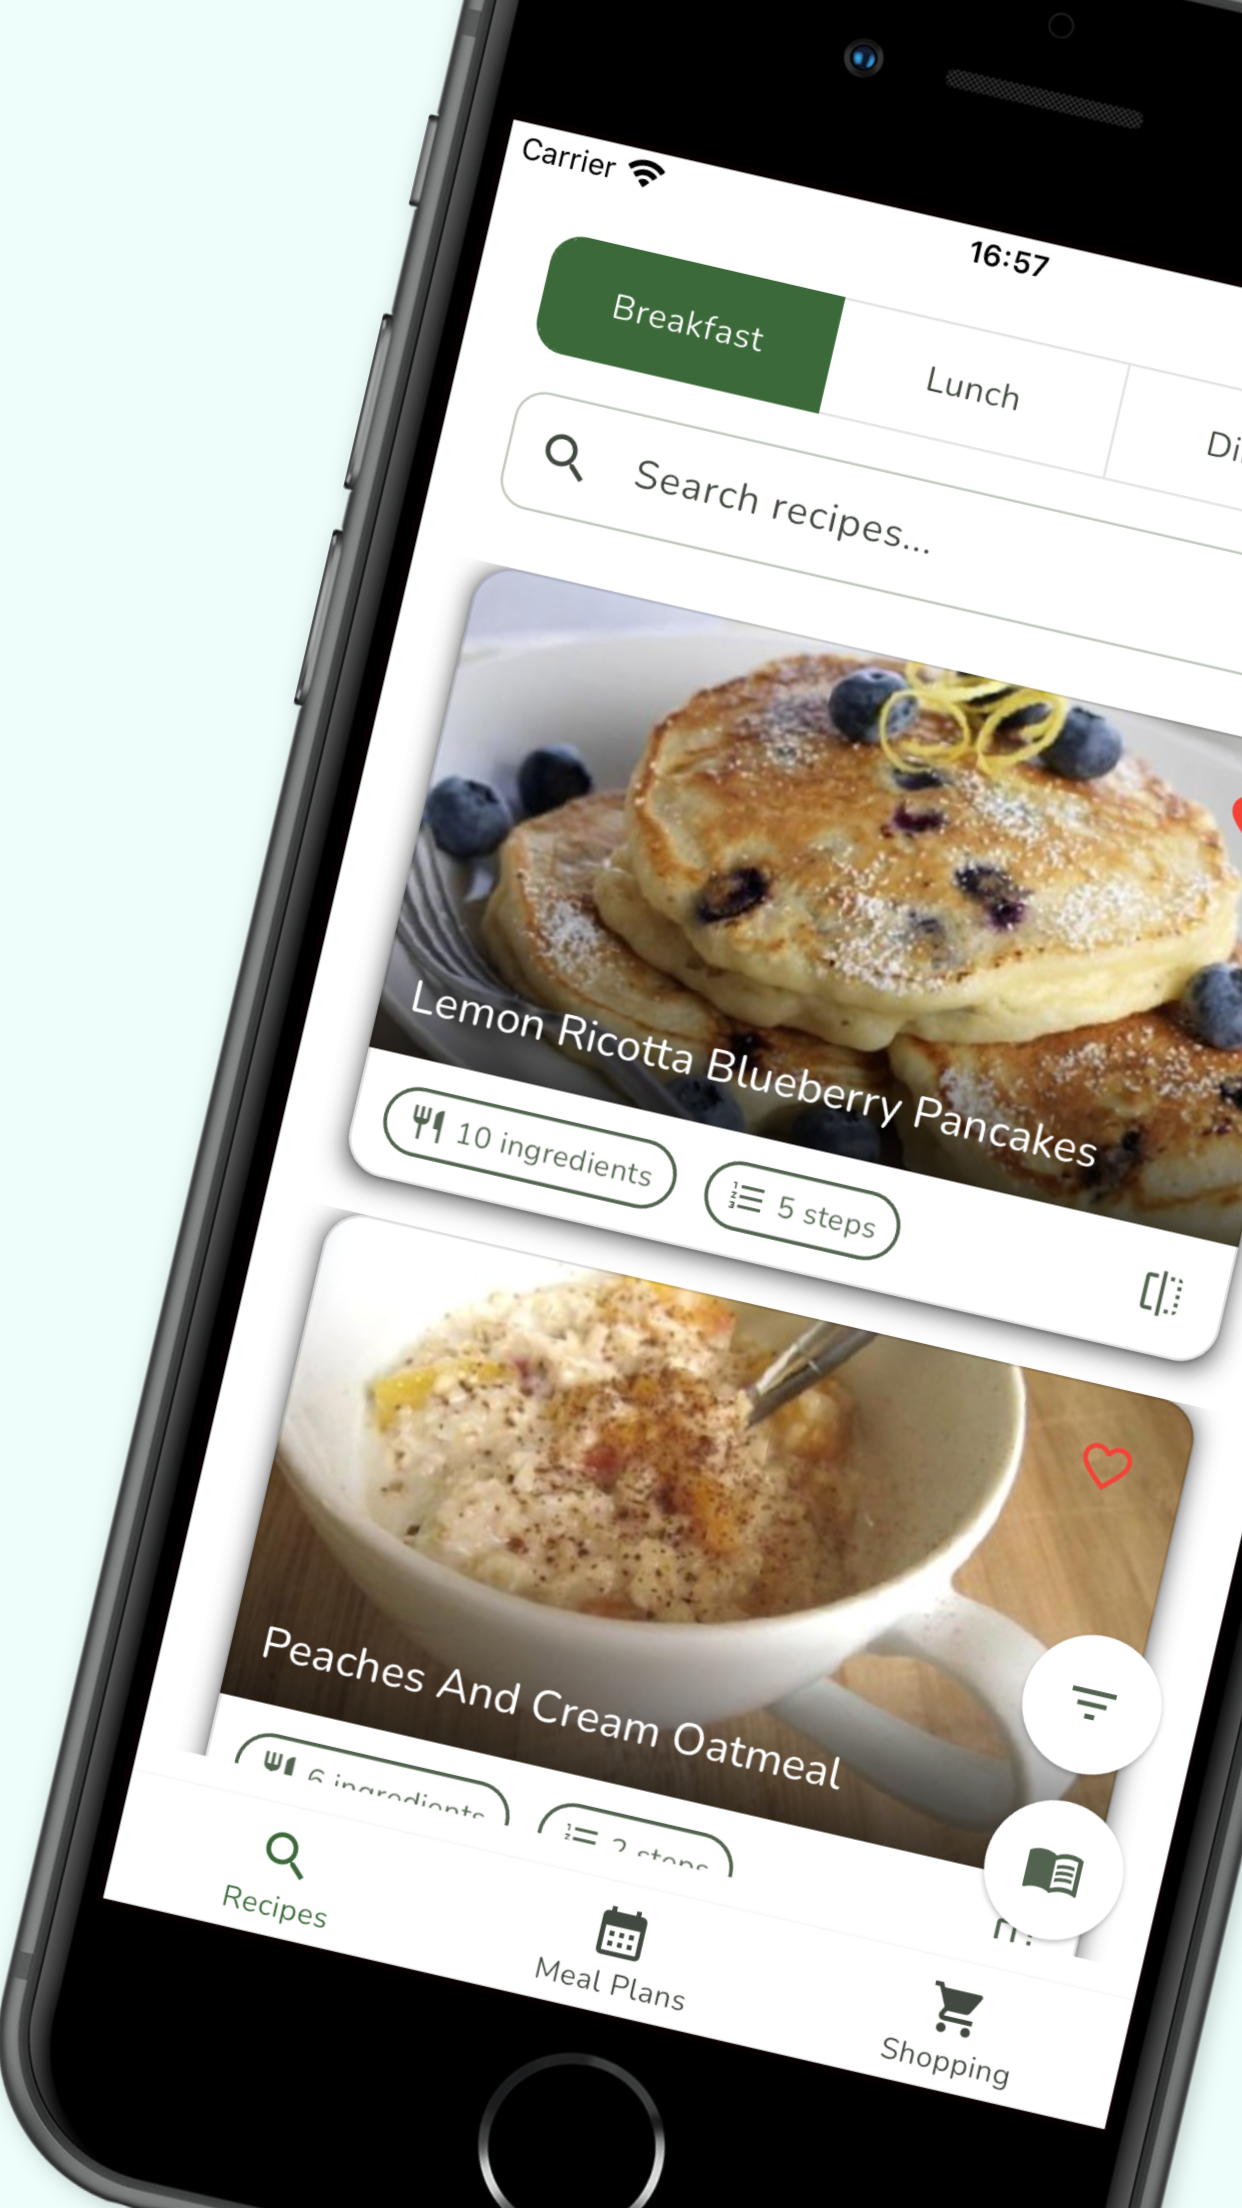 Carrier
16:57
Breakfast
Lunch
Di
Search recipes...
Lemon Ricotta Blueberry Pancakes
10 ingredients
5 steps
Peaches And Cream Oatmeal
6 ingredients
2 steps
Recipes
Meal Plans
Shopping